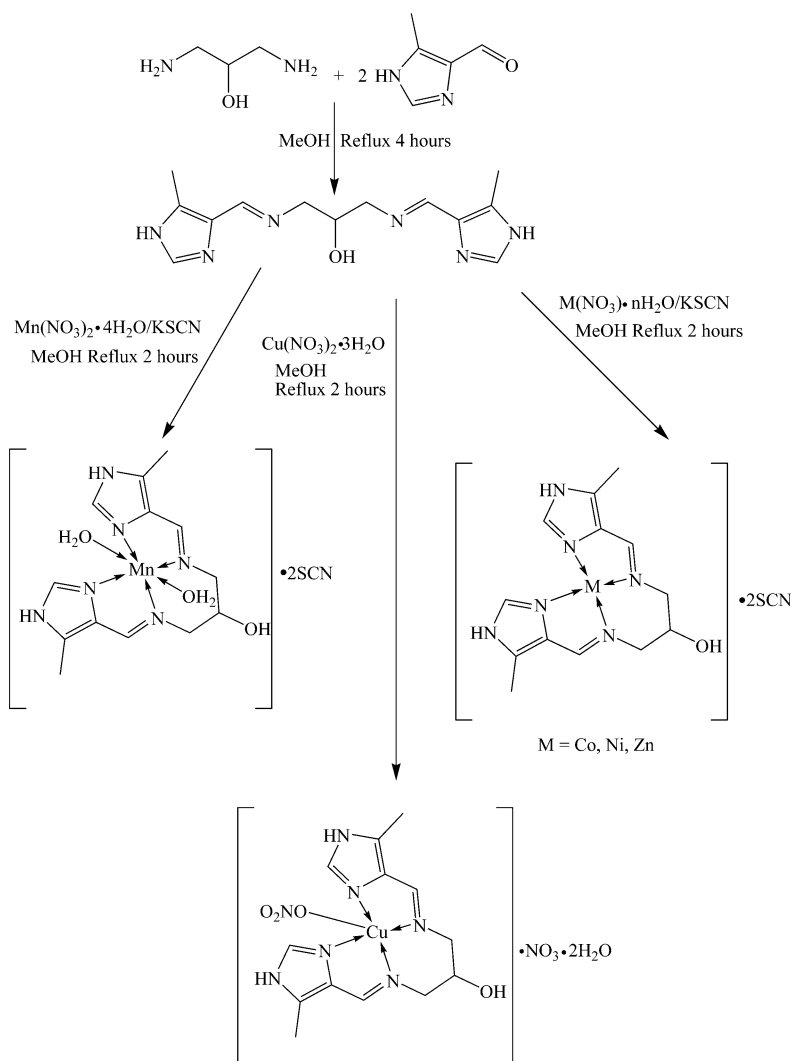 H₂N
NH₂
OH
+ 2
HN
N
O
MeOH Reflux 4 hours
HN
N
N
OH
N
N
NH
Mn(NO₃)₂•4H₂O/KSCN
MeOH Reflux 2 hours
Cu(NO₃)₂•3H₂O
MeOH
Reflux 2 hours
M(NO₃)•nH₂O/KSCN
MeOH Reflux 2 hours
HN
N
H₂O
N
Mn
N
OH₂
HN
N
OH
•2SCN
HN
N
N
M
N
HN
N
OH
•2SCN
M = Co, Ni, Zn
HN
N
O₂NO
N
Cu
N
HN
N
OH
•NO₃•2H₂O